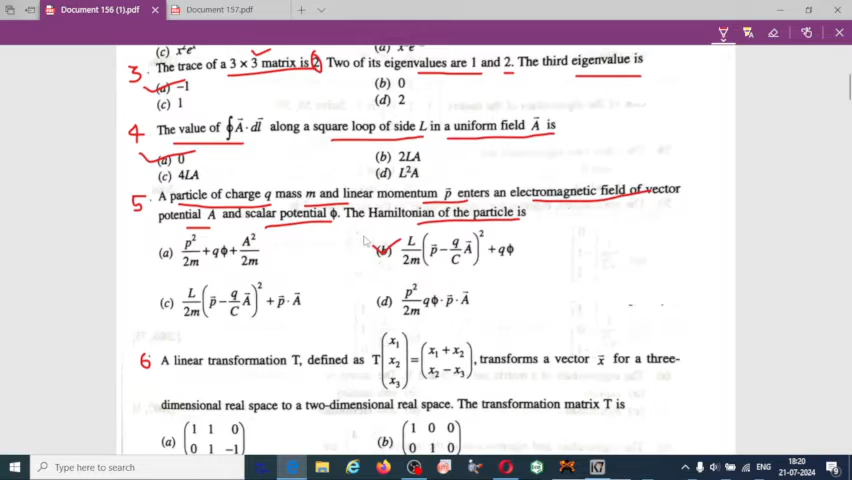 Document 156 (1).pdf
Document 157.pdf
(c) x²eˣ
3. The trace of a 3 × 3 matrix is 2. Two of its eigenvalues are 1 and 2. The third eigenvalue is
(a) −1 (b) 0
(c) 1 (d) 2
4 The value of ∮A⃗ · dl⃗ along a square loop of side L in a uniform field A⃗ is
(a) 0 (b) 2LA
(c) 4LA (d) L²A
5. A particle of charge q mass m and linear momentum p⃗ enters an electromagnetic field of vector
potential A⃗ and scalar potential ϕ. The Hamiltonian of the particle is
(a) p²/2m + qϕ + A²/2m (b) L/2m (p⃗ − q/C A⃗)² + qϕ
(c) L/2m (p⃗ − q/C A⃗)² + p⃗ · A⃗ (d) p²/2m qϕ · p⃗ · A⃗
6. A linear transformation T, defined as T(x₁ x₂ x₃) = (x₁ + x₂ x₂ − x₃), transforms a vector x⃗ for a three-
dimensional real space to a two-dimensional real space. The transformation matrix T is
(a) (1 1 0 (b) (1 0 0
0 1 −1) 0 1 0)
Type here to search
ENG
18:20
21-07-2024